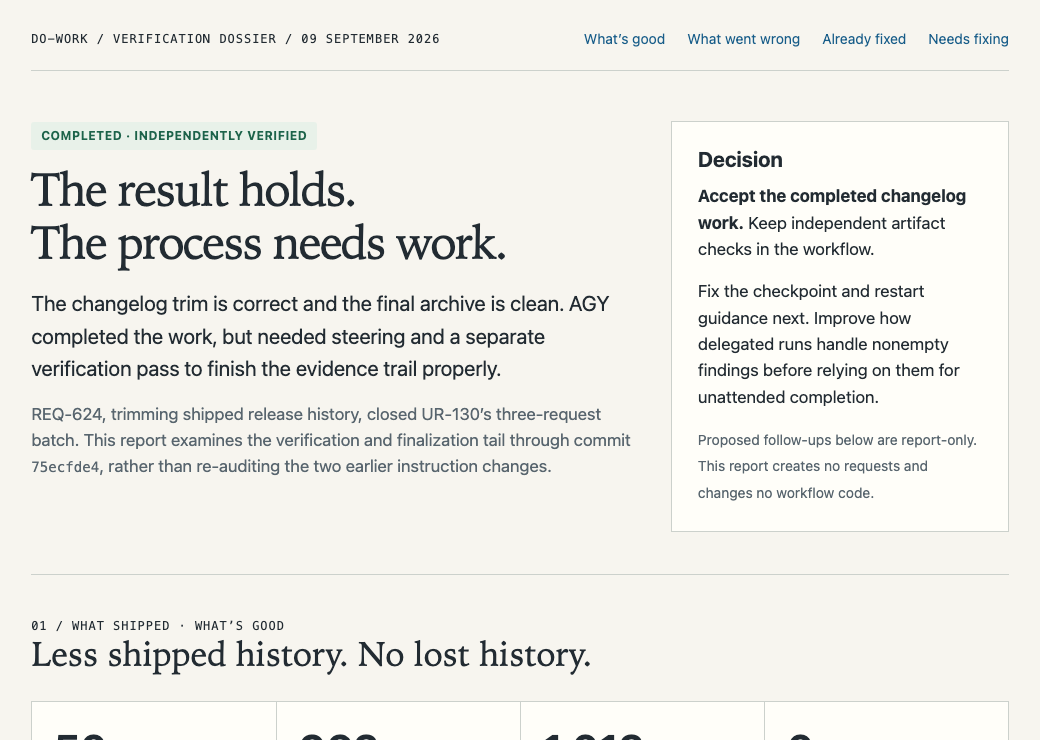 DO-WORK / VERIFICATION DOSSIER / 09 SEPTEMBER 2026
What's good What went wrong Already fixed Needs fixing
COMPLETED · INDEPENDENTLY VERIFIED
The result holds.
The process needs work.
The changelog trim is correct and the final archive is clean. AGY
completed the work, but needed steering and a separate
verification pass to finish the evidence trail properly.
REQ-624, trimming shipped release history, closed UR-130’s three-request
batch. This report examines the verification and finalization tail through commit
75ecfde4, rather than re-auditing the two earlier instruction changes.
Decision
Accept the completed changelog
work. Keep independent artifact
checks in the workflow.
Fix the checkpoint and restart
guidance next. Improve how
delegated runs handle nonempty
findings before relying on them for
unattended completion.
Proposed follow-ups below are report-only.
This report creates no requests and
changes no workflow code.
01 / WHAT SHIPPED · WHAT’S GOOD
Less shipped history. No lost history.